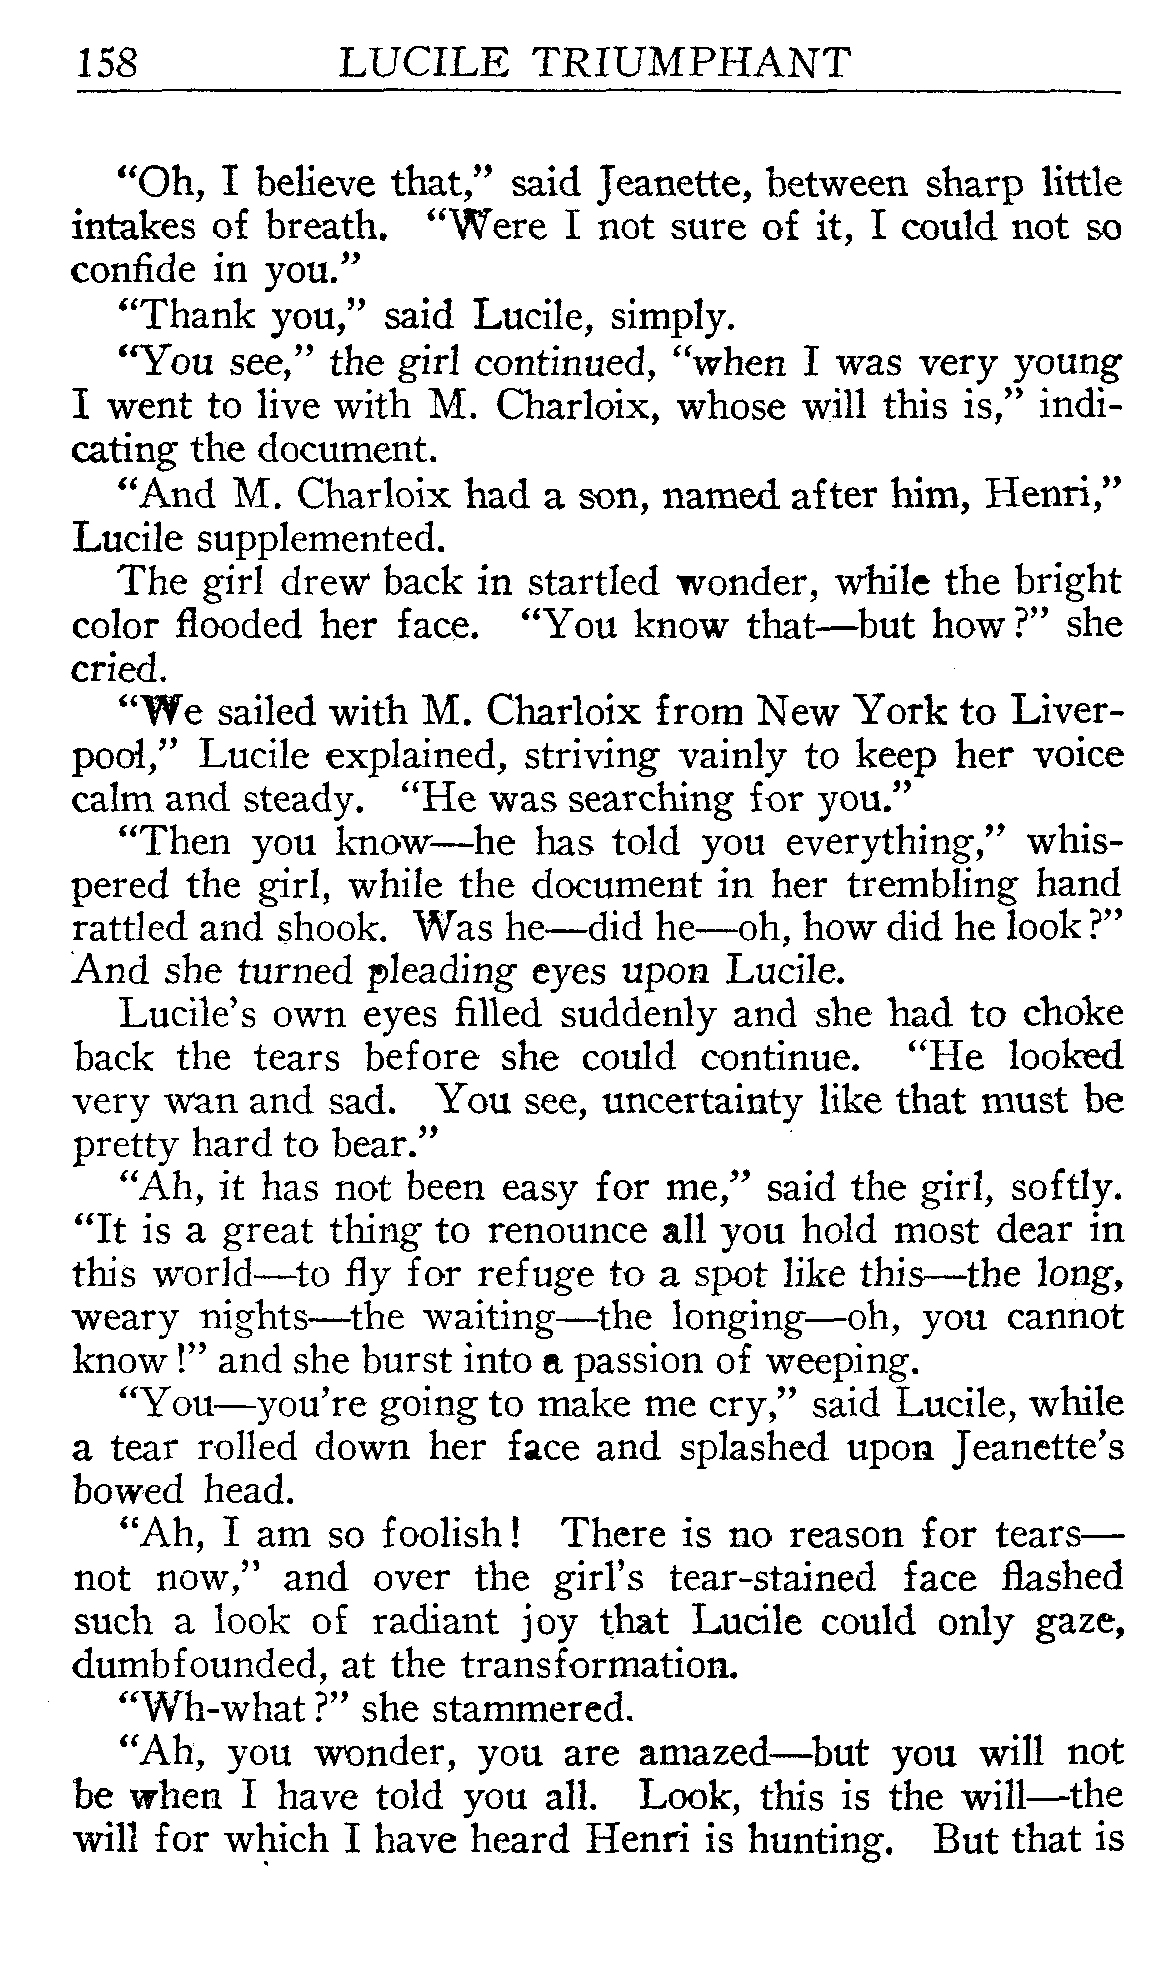 158 LUCILE TRIUMPHANT
“Oh, I believe that,” said Jeanette, between sharp little
intakes of breath. “Were I not sure of it, I could not so
confide in you.”
“Thank you,” said Lucile, simply.
“You see,” the girl continued, “when I was very young
I went to live with M. Charloix, whose will this is,” indi-
cating the document.
“And M. Charloix had a son, named after him, Henri,”
Lucile supplemented.
The girl drew back in startled wonder, while the bright
color flooded her face. “You know that—but how?” she
cried.
“We sailed with M. Charloix from New York to Liver-
pool,” Lucile explained, striving vainly to keep her voice
calm and steady. “He was searching for you.”
“Then you know—he has told you everything,” whis-
pered the girl, while the document in her trembling hand
rattled and shook. Was he—did he—oh, how did he look?”
And she turned pleading eyes upon Lucile.
Lucile’s own eyes filled suddenly and she had to choke
back the tears before she could continue. “He looked
very wan and sad. You see, uncertainty like that must be
pretty hard to bear.”
“Ah, it has not been easy for me,” said the girl, softly.
“It is a great thing to renounce all you hold most dear in
this world—to fly for refuge to a spot like this—the long,
weary nights—the waiting—the longing—oh, you cannot
know!” and she burst into a passion of weeping.
“You—you’re going to make me cry,” said Lucile, while
a tear rolled down her face and splashed upon Jeanette’s
bowed head.
“Ah, I am so foolish! There is no reason for tears—
not now,” and over the girl’s tear-stained face flashed
such a look of radiant joy that Lucile could only gaze,
dumbfounded, at the transformation.
“Wh-what?” she stammered.
“Ah, you wonder, you are amazed—but you will not
be when I have told you all. Look, this is the will—the
will for which I have heard Henri is hunting. But that is